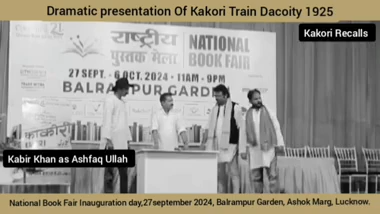 Dramatic presentation Of Kakori Train Dacoity 1925
Kakori Recalls
राष्ट्रीय
पुस्तक मेला
NATIONAL
BOOK FAIR
27 SEPT. - 6 OCT. 2024 - 11AM - 9PM
BALRAMPUR GARDEN
काकोरी
Kabir Khan as Ashfaq Ullah
National Book Fair Inauguration day,27september 2024, Balrampur Garden, Ashok Marg, Lucknow.